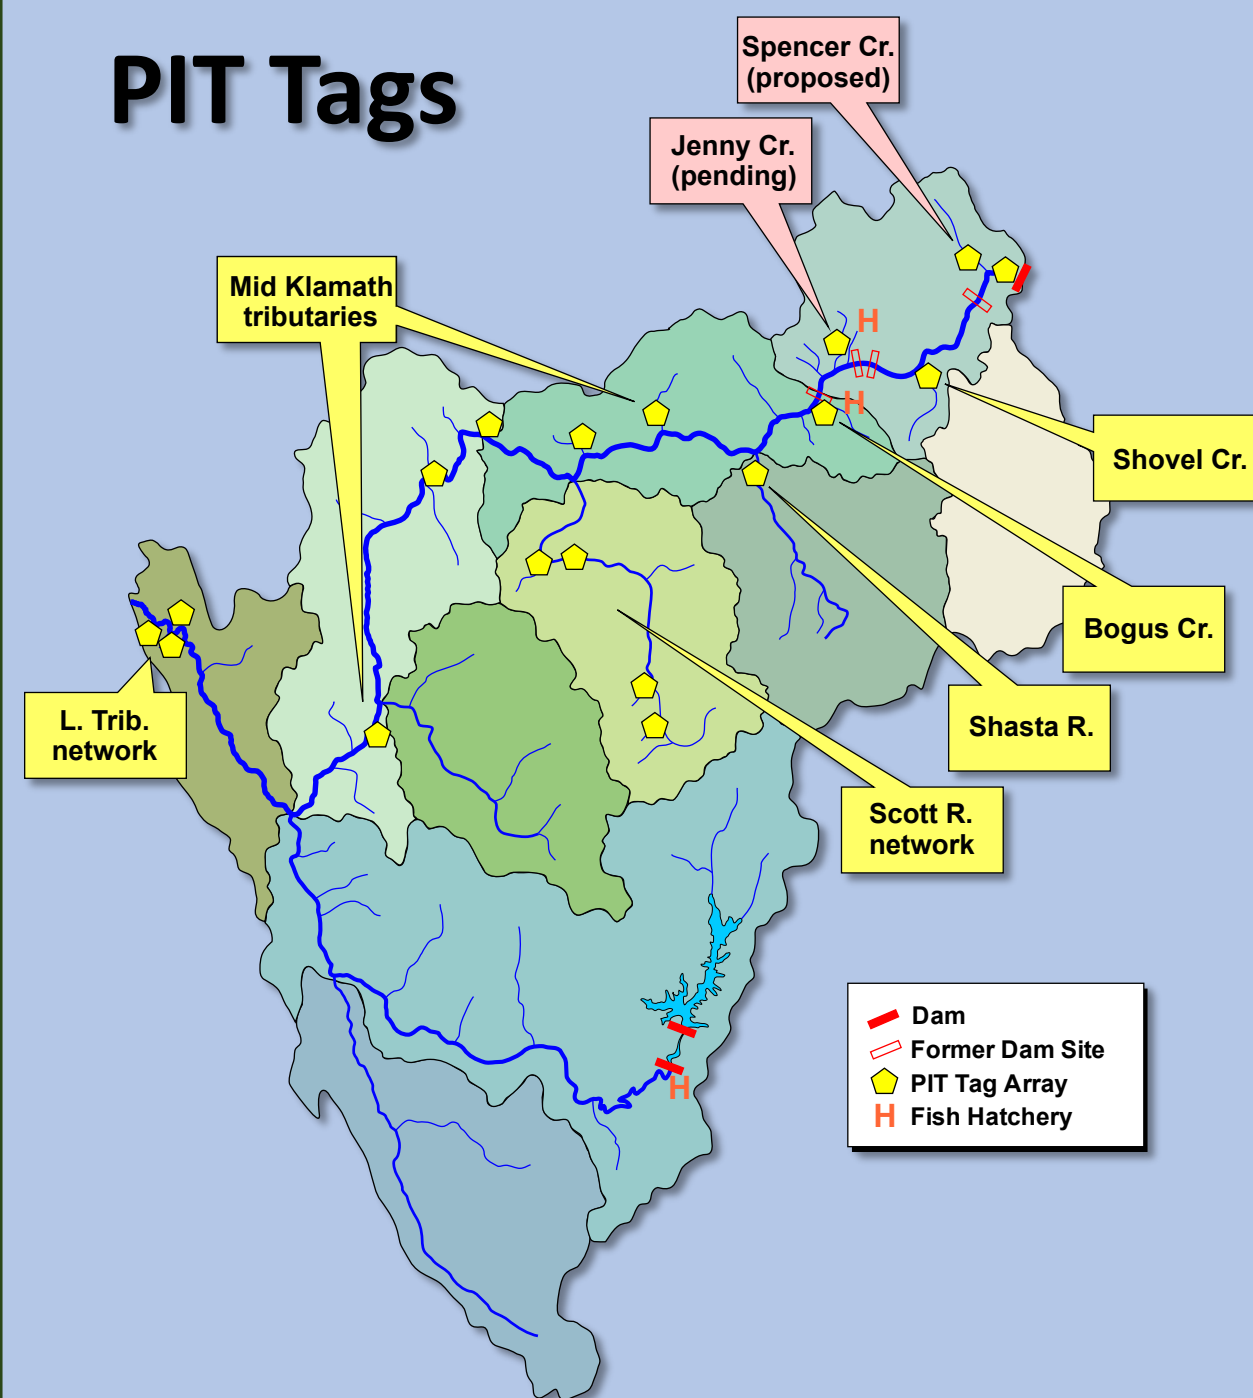 PIT Tags
Spencer Cr.
(proposed)
Jenny Cr.
(pending)
Mid Klamath
tributaries
H
H
Shovel Cr.
Bogus Cr.
Shasta R.
L. Trib.
network
Scott R.
network
H
Dam
Former Dam Site
PIT Tag Array
H Fish Hatchery